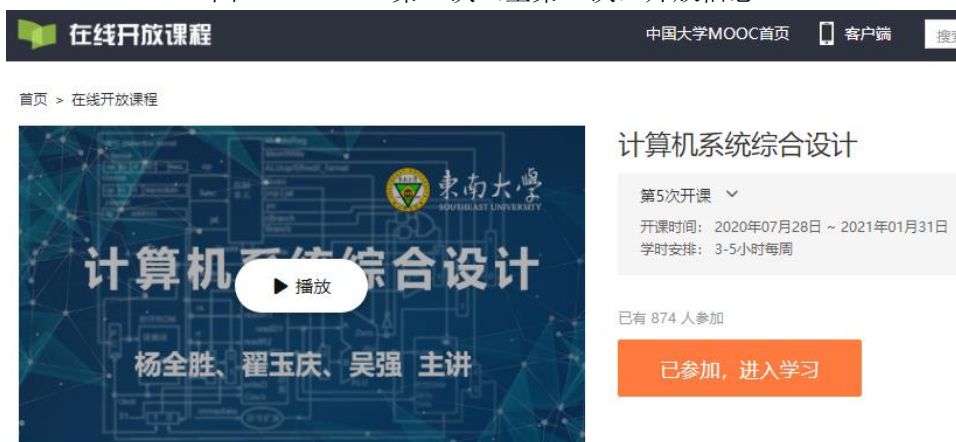 在线开放课程
中国大学MOOC首页
客户端
首页 > 在线开放课程
東南大學
SOUTHEAST UNIVERSITY
计算机系统综合设计
播放
杨全胜、翟玉庆、吴强 主讲
计算机系统综合设计
第5次开课
开课时间: 2020年07月28日 ~ 2021年01月31日
学时安排: 3-5小时每周
已有 874 人参加
已参加，进入学习